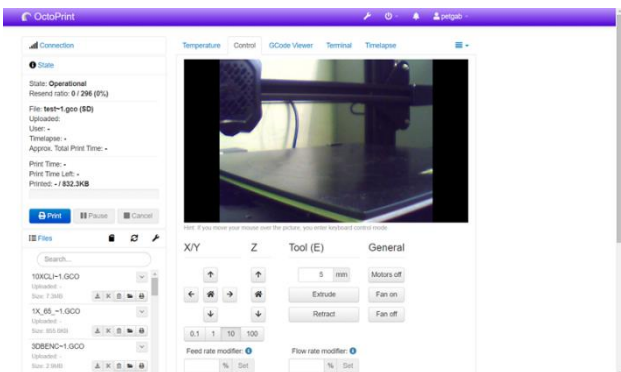 OctoPrint
petgab
Connection
State
State: Operational
Resend ratio: 0 / 296 (0%)
File: test~1.gco (SD)
Uploaded:
User: -
Timelapse: -
Approx. Total Print Time: -
Print Time: -
Print Time Left: -
Printed: - / 832.3KB
Print Pause Cancel
Files
Search...
10XCLI~1.GCO
Uploaded: -
Size: 7.3MB
1X_65_~1.GCO
Uploaded: -
3DBENC~1.GCO
Uploaded: -
Size: 2.9MB
Temperature Control GCode Viewer Terminal Timelapse
Hint: If you move your mouse over the picture, you enter keyboard control mode.
X/Y Z Tool (E) General
5 mm Motors off
Extrude Fan on
Retract Fan off
0.1 1 10 100
Feed rate modifier: Flow rate modifier:
% Set % Set